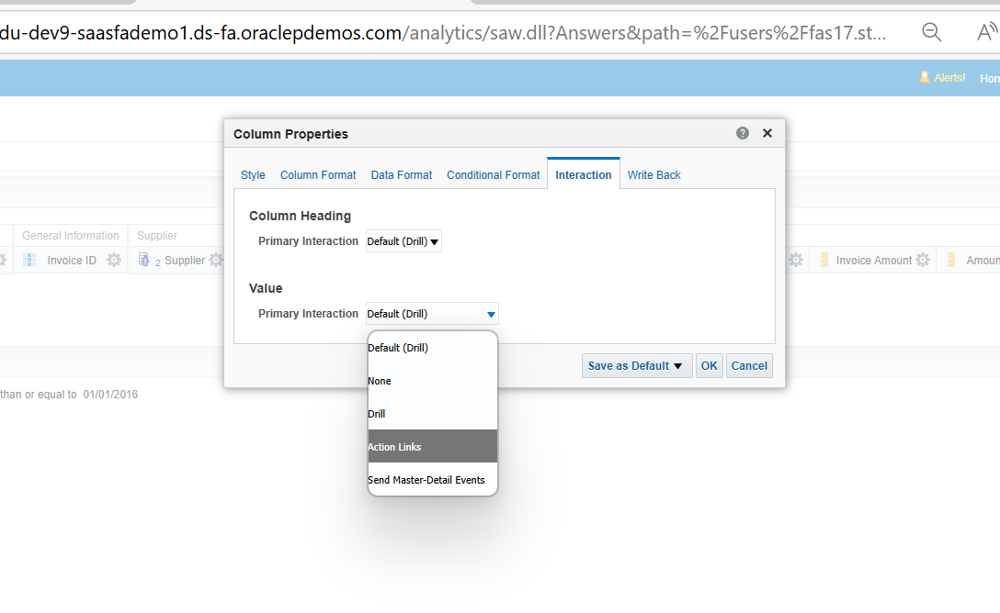 du-dev9-saasfademo1.ds-fa.oraclepdemos.com/analytics/saw.dll?Answers&path=%2Fusers%2Ffas17.st...
Alerts! Hom
Column Properties
Style Column Format Data Format Conditional Format Interaction Write Back
Column Heading
Primary Interaction Default (Drill)
General Information Supplier
Invoice ID 2 Supplier Invoice Amount Amoun
Value
Primary Interaction Default (Drill)
Default (Drill)
None
Drill
Action Links
Send Master-Detail Events
Save as Default OK Cancel
than or equal to 01/01/2016